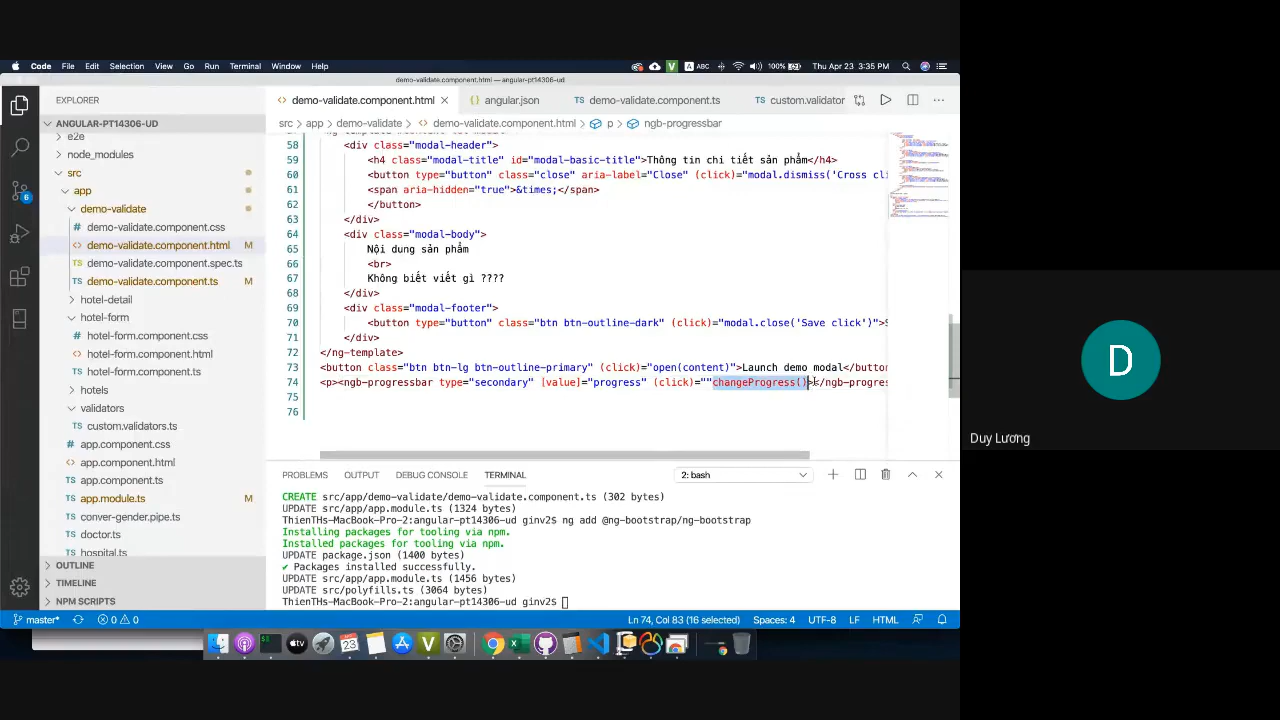 Code File Edit Selection View Go Run Terminal Window Help
V A ABC 100% Thu Apr 23 3:35 PM
demo-validate.component.html — angular-pt14306-ud
EXPLORER
demo-validate.component.html
angular.json
TS demo-validate.component.ts
TS custom.validator
ANGULAR-PT14306-UD
src > app > demo-validate > demo-validate.component.html > p > ngb-progressbar
e2e
node_modules
src
app
demo-validate
# demo-validate.component.css
demo-validate.component.html M
demo-validate.component.spec.ts
TS demo-validate.component.ts M
hotel-detail
hotel-form
# hotel-form.component.css
hotel-form.component.html
TS hotel-form.component.ts
hotels
validators
TS custom.validators.ts
# app.component.css
app.component.html
TS app.component.ts
TS app.module.ts M
TS conver-gender.pipe.ts
TS doctor.ts
TS hospital.ts
OUTLINE
TIMELINE
NPM SCRIPTS
58 <div class="modal-header">
59 <h4 class="modal-title" id="modal-basic-title">Thông tin chi tiết sản phẩm</h4>
60 <button type="button" class="close" aria-label="Close" (click)="modal.dismiss('Cross cli
61 <span aria-hidden="true">&times;</span>
62 </button>
63 </div>
64 <div class="modal-body">
65 Nội dung sản phẩm
66 <br>
67 Không biết viết gì ????
68 </div>
69 <div class="modal-footer">
70 <button type="button" class="btn btn-outline-dark" (click)="modal.close('Save click')">S
71 </div>
72 </ng-template>
73 <button class="btn btn-lg btn-outline-primary" (click)="open(content)">Launch demo modal</button
74 <p><ngb-progressbar type="secondary" [value]="progress" (click)=""changeProgress()></ngb-progres
75
76
PROBLEMS OUTPUT DEBUG CONSOLE TERMINAL 2: bash
CREATE src/app/demo-validate/demo-validate.component.ts (302 bytes)
UPDATE src/app/app.module.ts (1324 bytes)
ThienTHs-MacBook-Pro-2:angular-pt14306-ud ginv2$ ng add @ng-bootstrap/ng-bootstrap
Installing packages for tooling via npm.
Installed packages for tooling via npm.
UPDATE package.json (1400 bytes)
✔ Packages installed successfully.
UPDATE src/app/app.module.ts (1456 bytes)
UPDATE src/polyfills.ts (3064 bytes)
ThienTHs-MacBook-Pro-2:angular-pt14306-ud ginv2$
master* 0 0 Ln 74, Col 83 (16 selected) Spaces: 4 UTF-8 LF HTML
6
D
Duy Lương